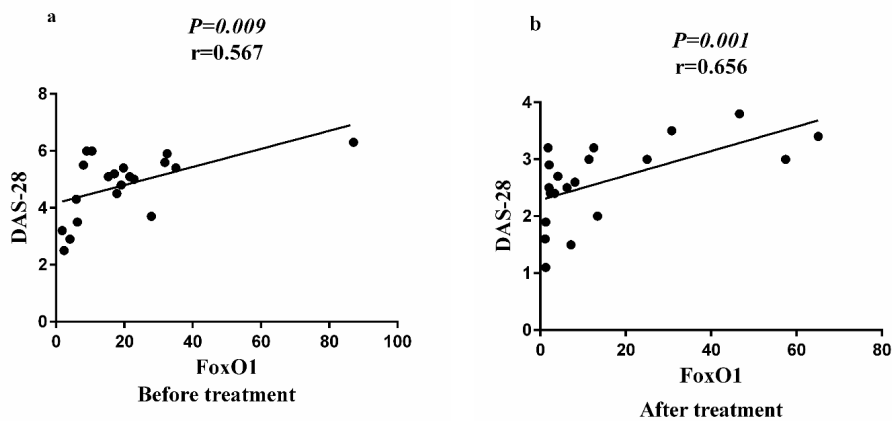 a
P=0.009
r=0.567
8
6
4
2
0
DAS-28
0 20 40 60 80 100
FoxO1
Before treatment
b
P=0.001
r=0.656
4
3
2
1
0
DAS-28
0 20 40 60 80
FoxO1
After treatment